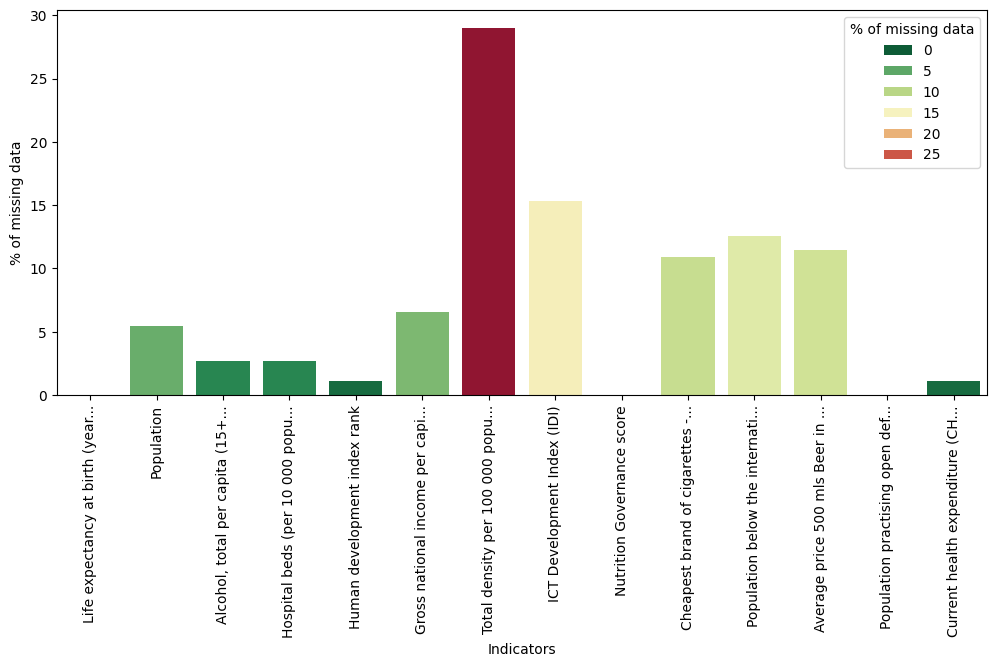 % of missing data
30
25
20
15
10
5
0
% of missing data
0
5
10
15
20
25
Life expectancy at birth (year...
Population
Alcohol, total per capita (15+...
Hospital beds (per 10 000 popu...
Human development index rank
Gross national income per capi...
Total density per 100 000 popu...
ICT Development Index (IDI)
Nutrition Governance score
Cheapest brand of cigarettes -...
Population below the internati...
Average price 500 mls Beer in ...
Population practising open def...
Current health expenditure (CH...
Indicators